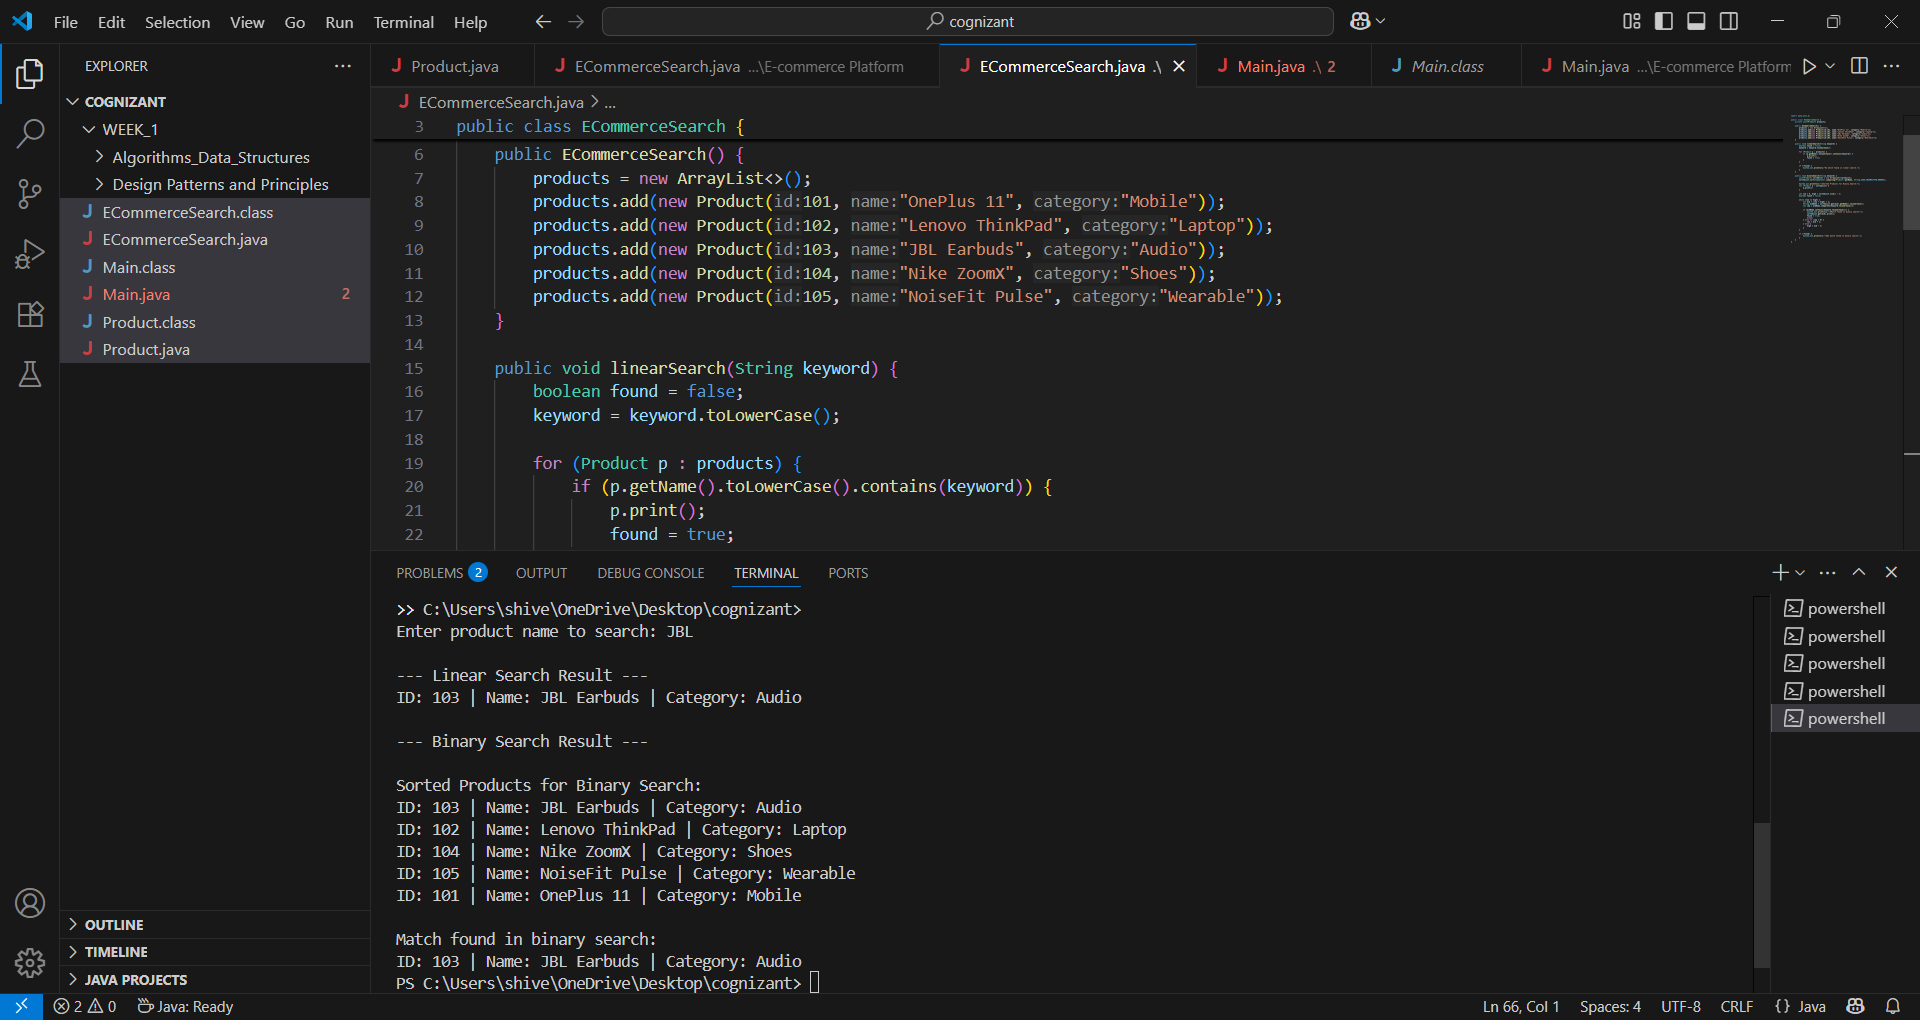 File Edit Selection View Go Run Terminal Help
cognizant
EXPLORER
COGNIZANT
WEEK_1
Algorithms_Data_Structures
Design Patterns and Principles
ECommerceSearch.class
ECommerceSearch.java
Main.class
Main.java 2
Product.class
Product.java
OUTLINE
TIMELINE
JAVA PROJECTS
Product.java ECommerceSearch.java ...\E-commerce Platform ECommerceSearch.java .\ Main.java .\ 2 Main.class Main.java ...\E-commerce Platform
ECommerceSearch.java > ...
3 public class ECommerceSearch {
6 public ECommerceSearch() {
7 products = new ArrayList<>();
8 products.add(new Product(id:101, name:"OnePlus 11", category:"Mobile"));
9 products.add(new Product(id:102, name:"Lenovo ThinkPad", category:"Laptop"));
10 products.add(new Product(id:103, name:"JBL Earbuds", category:"Audio"));
11 products.add(new Product(id:104, name:"Nike ZoomX", category:"Shoes"));
12 products.add(new Product(id:105, name:"NoiseFit Pulse", category:"Wearable"));
13 }
14
15 public void linearSearch(String keyword) {
16 boolean found = false;
17 keyword = keyword.toLowerCase();
18
19 for (Product p : products) {
20 if (p.getName().toLowerCase().contains(keyword)) {
21 p.print();
22 found = true;
PROBLEMS 2 OUTPUT DEBUG CONSOLE TERMINAL PORTS
>> C:\Users\shive\OneDrive\Desktop\cognizant>
Enter product name to search: JBL
--- Linear Search Result ---
ID: 103 | Name: JBL Earbuds | Category: Audio
--- Binary Search Result ---
Sorted Products for Binary Search:
ID: 103 | Name: JBL Earbuds | Category: Audio
ID: 102 | Name: Lenovo ThinkPad | Category: Laptop
ID: 104 | Name: Nike ZoomX | Category: Shoes
ID: 105 | Name: NoiseFit Pulse | Category: Wearable
ID: 101 | Name: OnePlus 11 | Category: Mobile
Match found in binary search:
ID: 103 | Name: JBL Earbuds | Category: Audio
PS C:\Users\shive\OneDrive\Desktop\cognizant>
powershell
powershell
powershell
powershell
powershell
2 0 Java: Ready Ln 66, Col 1 Spaces: 4 UTF-8 CRLF {} Java